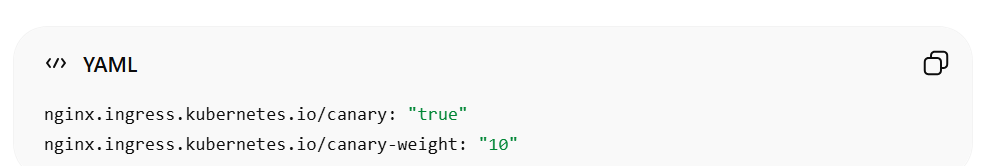 YAML
nginx.ingress.kubernetes.io/canary: "true"
nginx.ingress.kubernetes.io/canary-weight: "10"